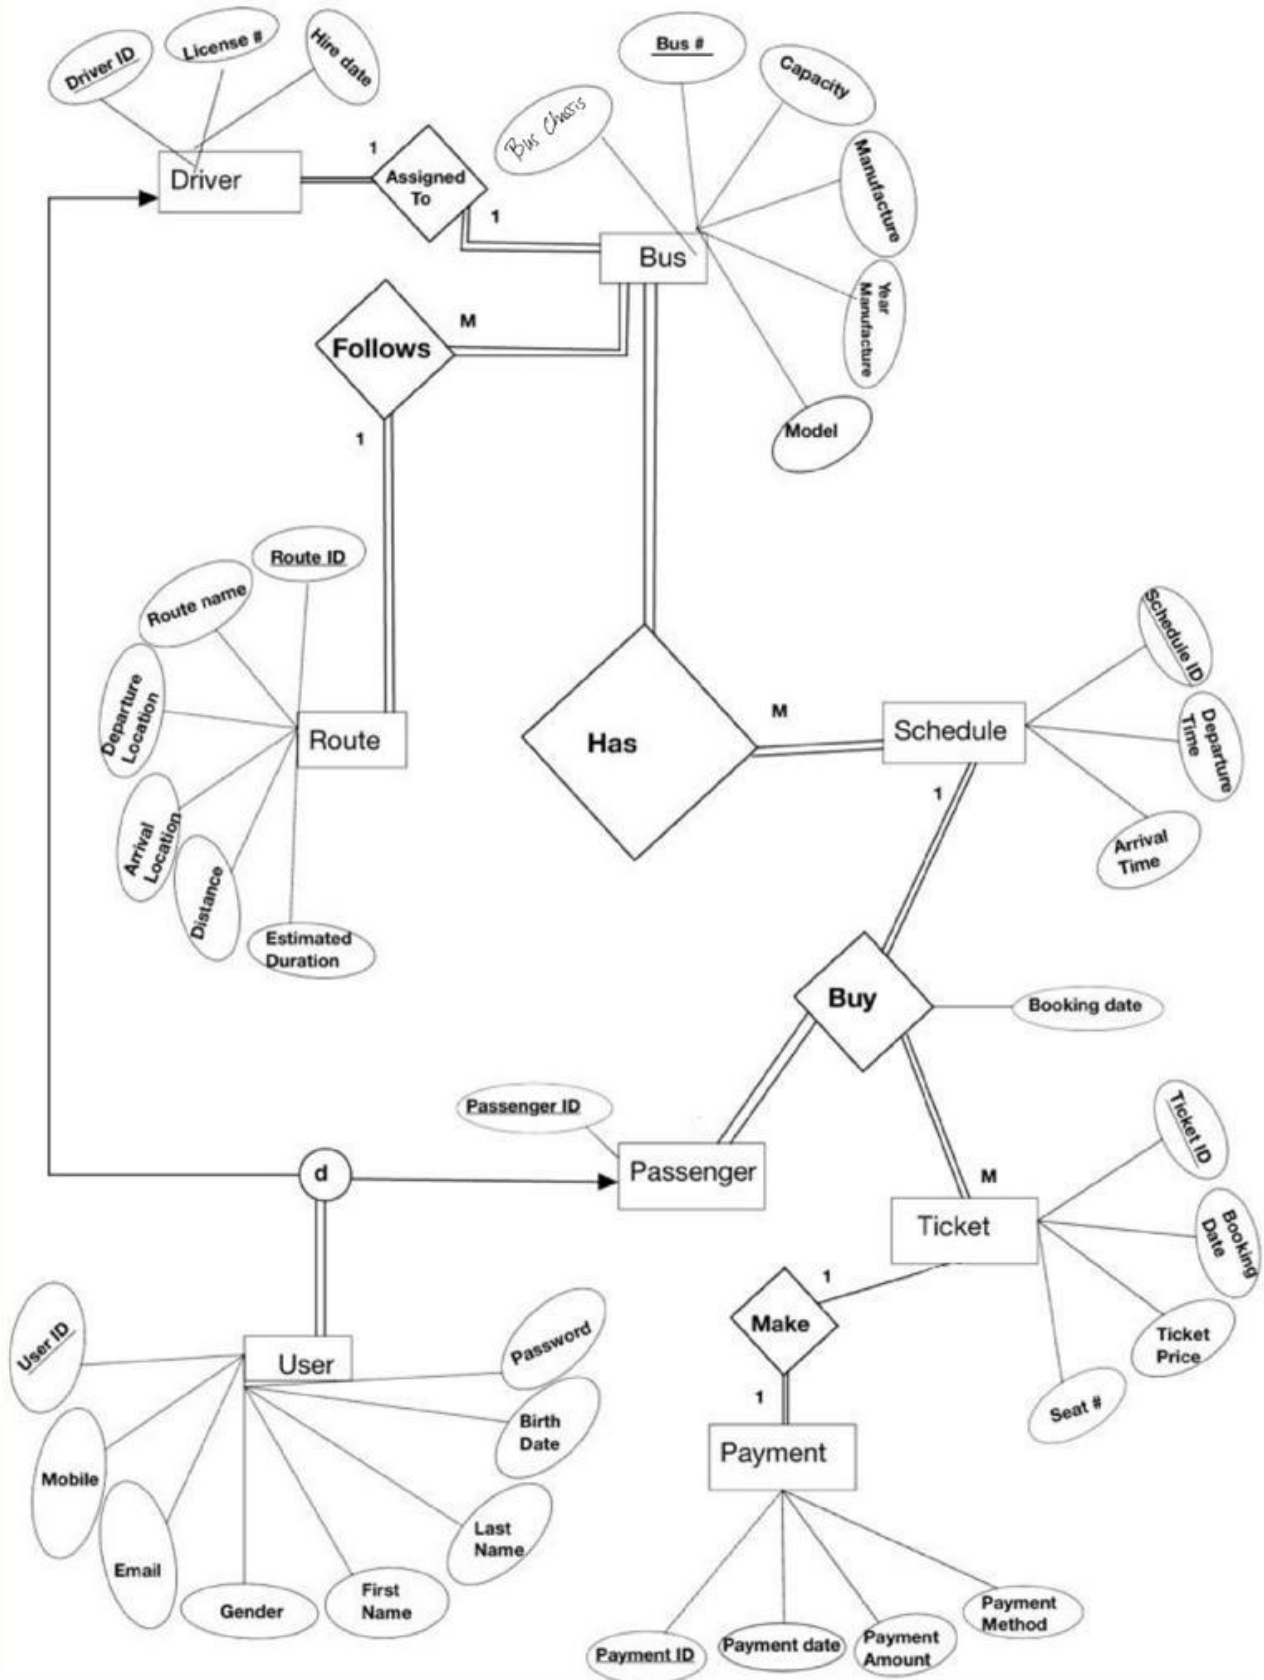 Driver ID
License #
Hire date
Driver
1
Assigned
To
1
Bus Chassis
Bus #
Capacity
Manufacture
Year
Manufacture
Model
Bus
Follows
M
1
Route ID
Route name
Departure
Location
Arrival
Location
Distance
Estimated
Duration
Route
Has
M
Schedule
Schedule ID
Departure
Time
Arrival
Time
1
Buy
Booking date
Passenger ID
Passenger
d
M
Ticket
Ticket ID
Booking
Date
Ticket
Price
Seat #
1
Make
1
Payment
Payment ID
Payment date
Payment
Amount
Payment
Method
User
User ID
Mobile
Email
Gender
First
Name
Last
Name
Birth
Date
Password